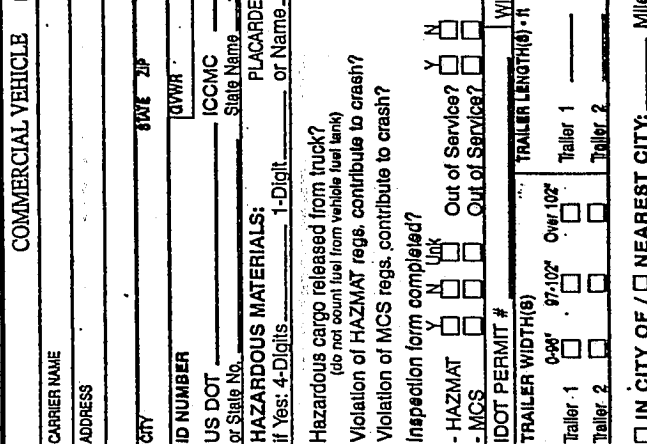 COMMERCIAL VEHICLE
CARRIER NAME
ADDRESS
CITY STATE ZIP
ID NUMBER GVWR
US DOT ICCMC
or State No. State Name
HAZARDOUS MATERIALS: PLACARDE
If Yes: 4-Digits 1-Digit or Name
Hazardous cargo released from truck?
(do not count fuel from vehicle fuel tank)
Violation of HAZMAT regs. contribute to crash?
Violation of MCS regs. contribute to crash?
Inspection form completed?
Y N Unk Y N
- HAZMAT Out of Service?
- MCS Out of Service?
IDOT PERMIT # WI
TRAILER WIDTH(S) TRAILER LENGTH(S) - ft
0-96" 97-102" Over 102"
Trailer 1 Trailer 1
Trailer 2 Trailer 2
IN CITY OF / NEAREST CITY: Mile